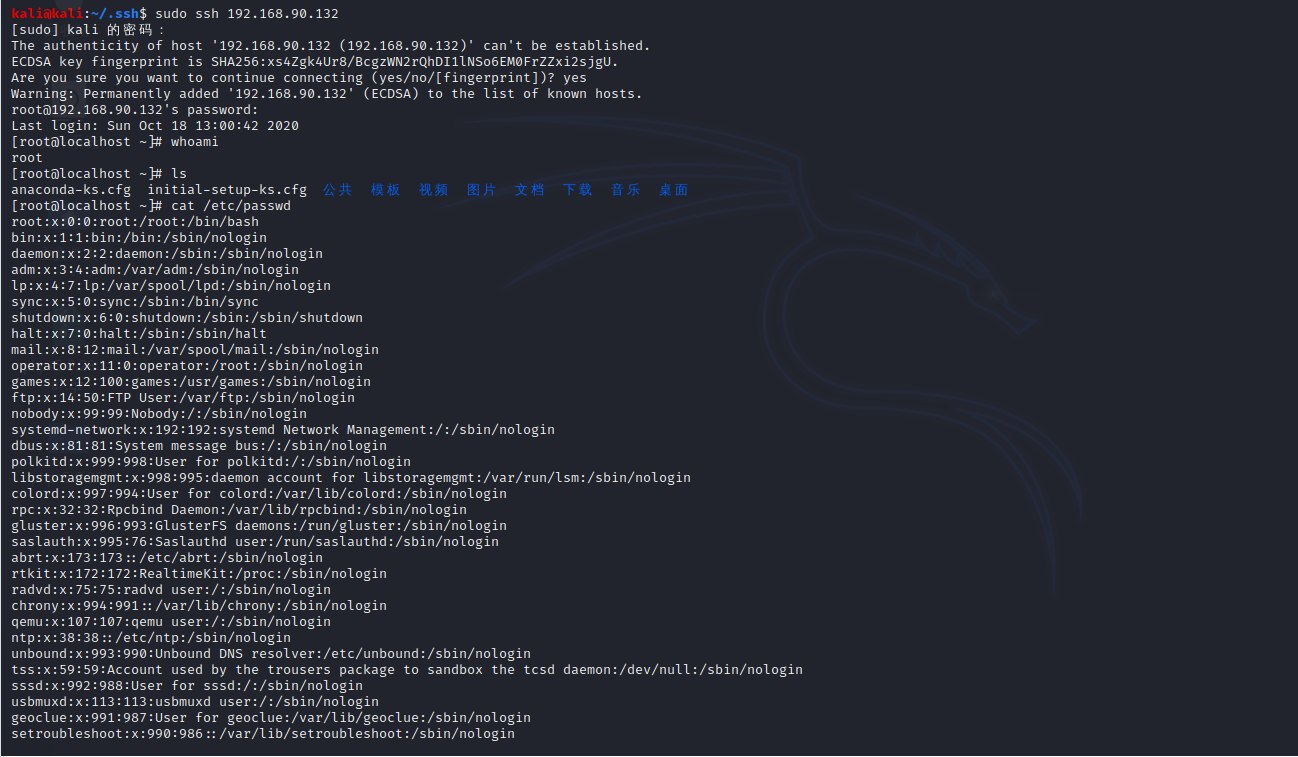 kali@kali:~/.ssh$ sudo ssh 192.168.90.132
[sudo] kali 的密码：
The authenticity of host '192.168.90.132 (192.168.90.132)' can't be established.
ECDSA key fingerprint is SHA256:xs4Zgk4Ur8/BcgzWN2rQhDI1lNSo6EM0FrZZxi2sjgU.
Are you sure you want to continue connecting (yes/no/[fingerprint])? yes
Warning: Permanently added '192.168.90.132' (ECDSA) to the list of known hosts.
root@192.168.90.132's password:
Last login: Sun Oct 18 13:00:42 2020
[root@localhost ~]# whoami
root
[root@localhost ~]# ls
anaconda-ks.cfg  initial-setup-ks.cfg  公共  模板  视频  图片  文档  下载  音乐  桌面
[root@localhost ~]# cat /etc/passwd
root:x:0:0:root:/root:/bin/bash
bin:x:1:1:bin:/bin:/sbin/nologin
daemon:x:2:2:daemon:/sbin:/sbin/nologin
adm:x:3:4:adm:/var/adm:/sbin/nologin
lp:x:4:7:lp:/var/spool/lpd:/sbin/nologin
sync:x:5:0:sync:/sbin:/bin/sync
shutdown:x:6:0:shutdown:/sbin:/sbin/shutdown
halt:x:7:0:halt:/sbin:/sbin/halt
mail:x:8:12:mail:/var/spool/mail:/sbin/nologin
operator:x:11:0:operator:/root:/sbin/nologin
games:x:12:100:games:/usr/games:/sbin/nologin
ftp:x:14:50:FTP User:/var/ftp:/sbin/nologin
nobody:x:99:99:Nobody:/:/sbin/nologin
systemd-network:x:192:192:systemd Network Management:/:/sbin/nologin
dbus:x:81:81:System message bus:/:/sbin/nologin
polkitd:x:999:998:User for polkitd:/:/sbin/nologin
libstoragemgmt:x:998:995:daemon account for libstoragemgmt:/var/run/lsm:/sbin/nologin
colord:x:997:994:User for colord:/var/lib/colord:/sbin/nologin
rpc:x:32:32:Rpcbind Daemon:/var/lib/rpcbind:/sbin/nologin
gluster:x:996:993:GlusterFS daemons:/run/gluster:/sbin/nologin
saslauth:x:995:76:Saslauthd user:/run/saslauthd:/sbin/nologin
abrt:x:173:173::/etc/abrt:/sbin/nologin
rtkit:x:172:172:RealtimeKit:/proc:/sbin/nologin
radvd:x:75:75:radvd user:/:/sbin/nologin
chrony:x:994:991::/var/lib/chrony:/sbin/nologin
qemu:x:107:107:qemu user:/:/sbin/nologin
ntp:x:38:38::/etc/ntp:/sbin/nologin
unbound:x:993:990:Unbound DNS resolver:/etc/unbound:/sbin/nologin
tss:x:59:59:Account used by the trousers package to sandbox the tcsd daemon:/dev/null:/sbin/nologin
sssd:x:992:988:User for sssd:/:/sbin/nologin
usbmuxd:x:113:113:usbmuxd user:/:/sbin/nologin
geoclue:x:991:987:User for geoclue:/var/lib/geoclue:/sbin/nologin
setroubleshoot:x:990:986::/var/lib/setroubleshoot:/sbin/nologin